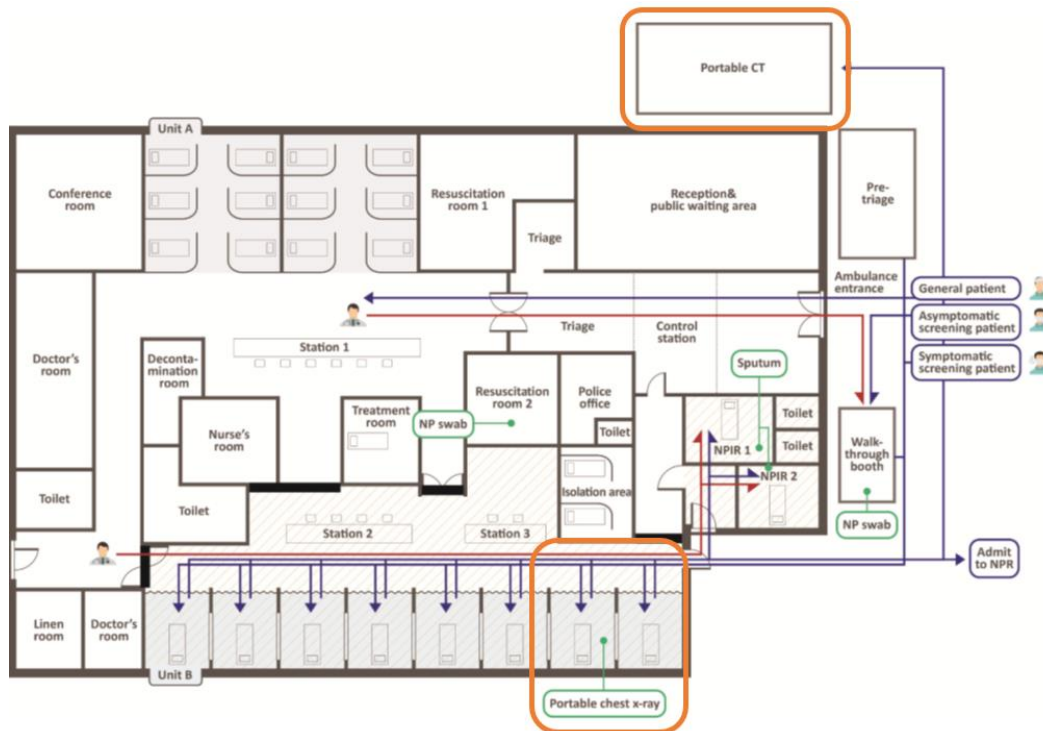 Portable CT
Unit A
Conference
room
Resuscitation
room 1
Reception&
public waiting area
Pre-
triage
Triage
Ambulance
entrance
General patient
Asymptomatic
screening patient
Symptomatic
screening patient
Triage
Control
station
Station 1
Doctor's
room
Deconta-
mination
room
Sputum
Resuscitation
room 2
Police
office
Treatment
room
NP swab
Toilet
Toilet
Nurse's
room
Toilet
NPIR 1
Toilet
Walk-
through
booth
NPIR 2
Isolation area
Toilet
Toilet
NP swab
Station 2
Station 3
Admit
to NPR
Linen
room
Doctor's
room
Unit B
Portable chest x-ray